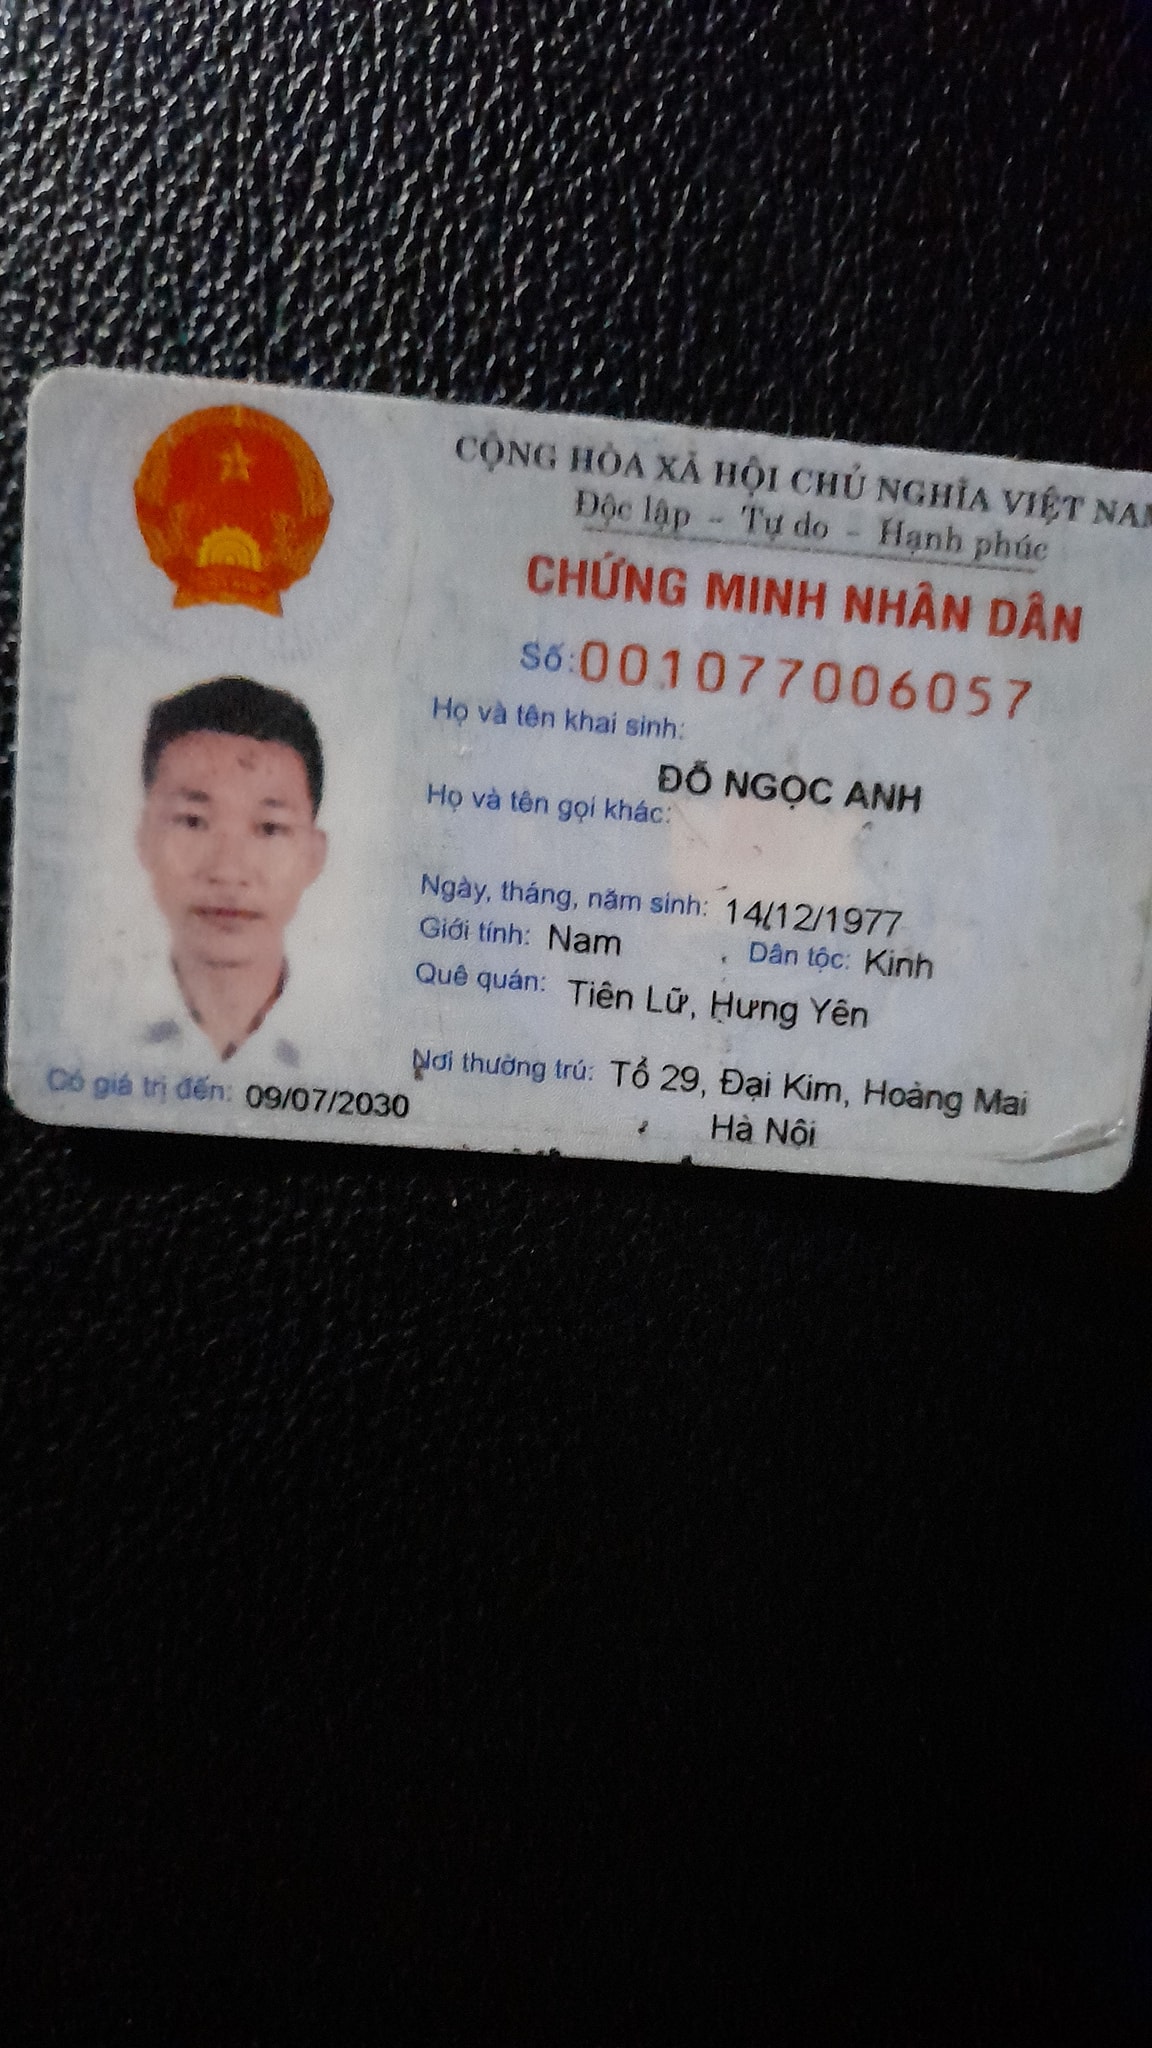 CỘNG HÒA XÃ HỘI CHỦ NGHĨA VIỆT NAM
Độc lập - Tự do - Hạnh phúc
CHỨNG MINH NHÂN DÂN
Số: 001077006057
Họ và tên khai sinh:
ĐỖ NGỌC ANH
Họ và tên gọi khác:
Ngày, tháng, năm sinh: 14/12/1977
Giới tính: Nam Dân tộc: Kinh
Quê quán: Tiên Lữ, Hưng Yên
Nơi thường trú: Tổ 29, Đại Kim, Hoàng Mai
Hà Nội
Có giá trị đến: 09/07/2030